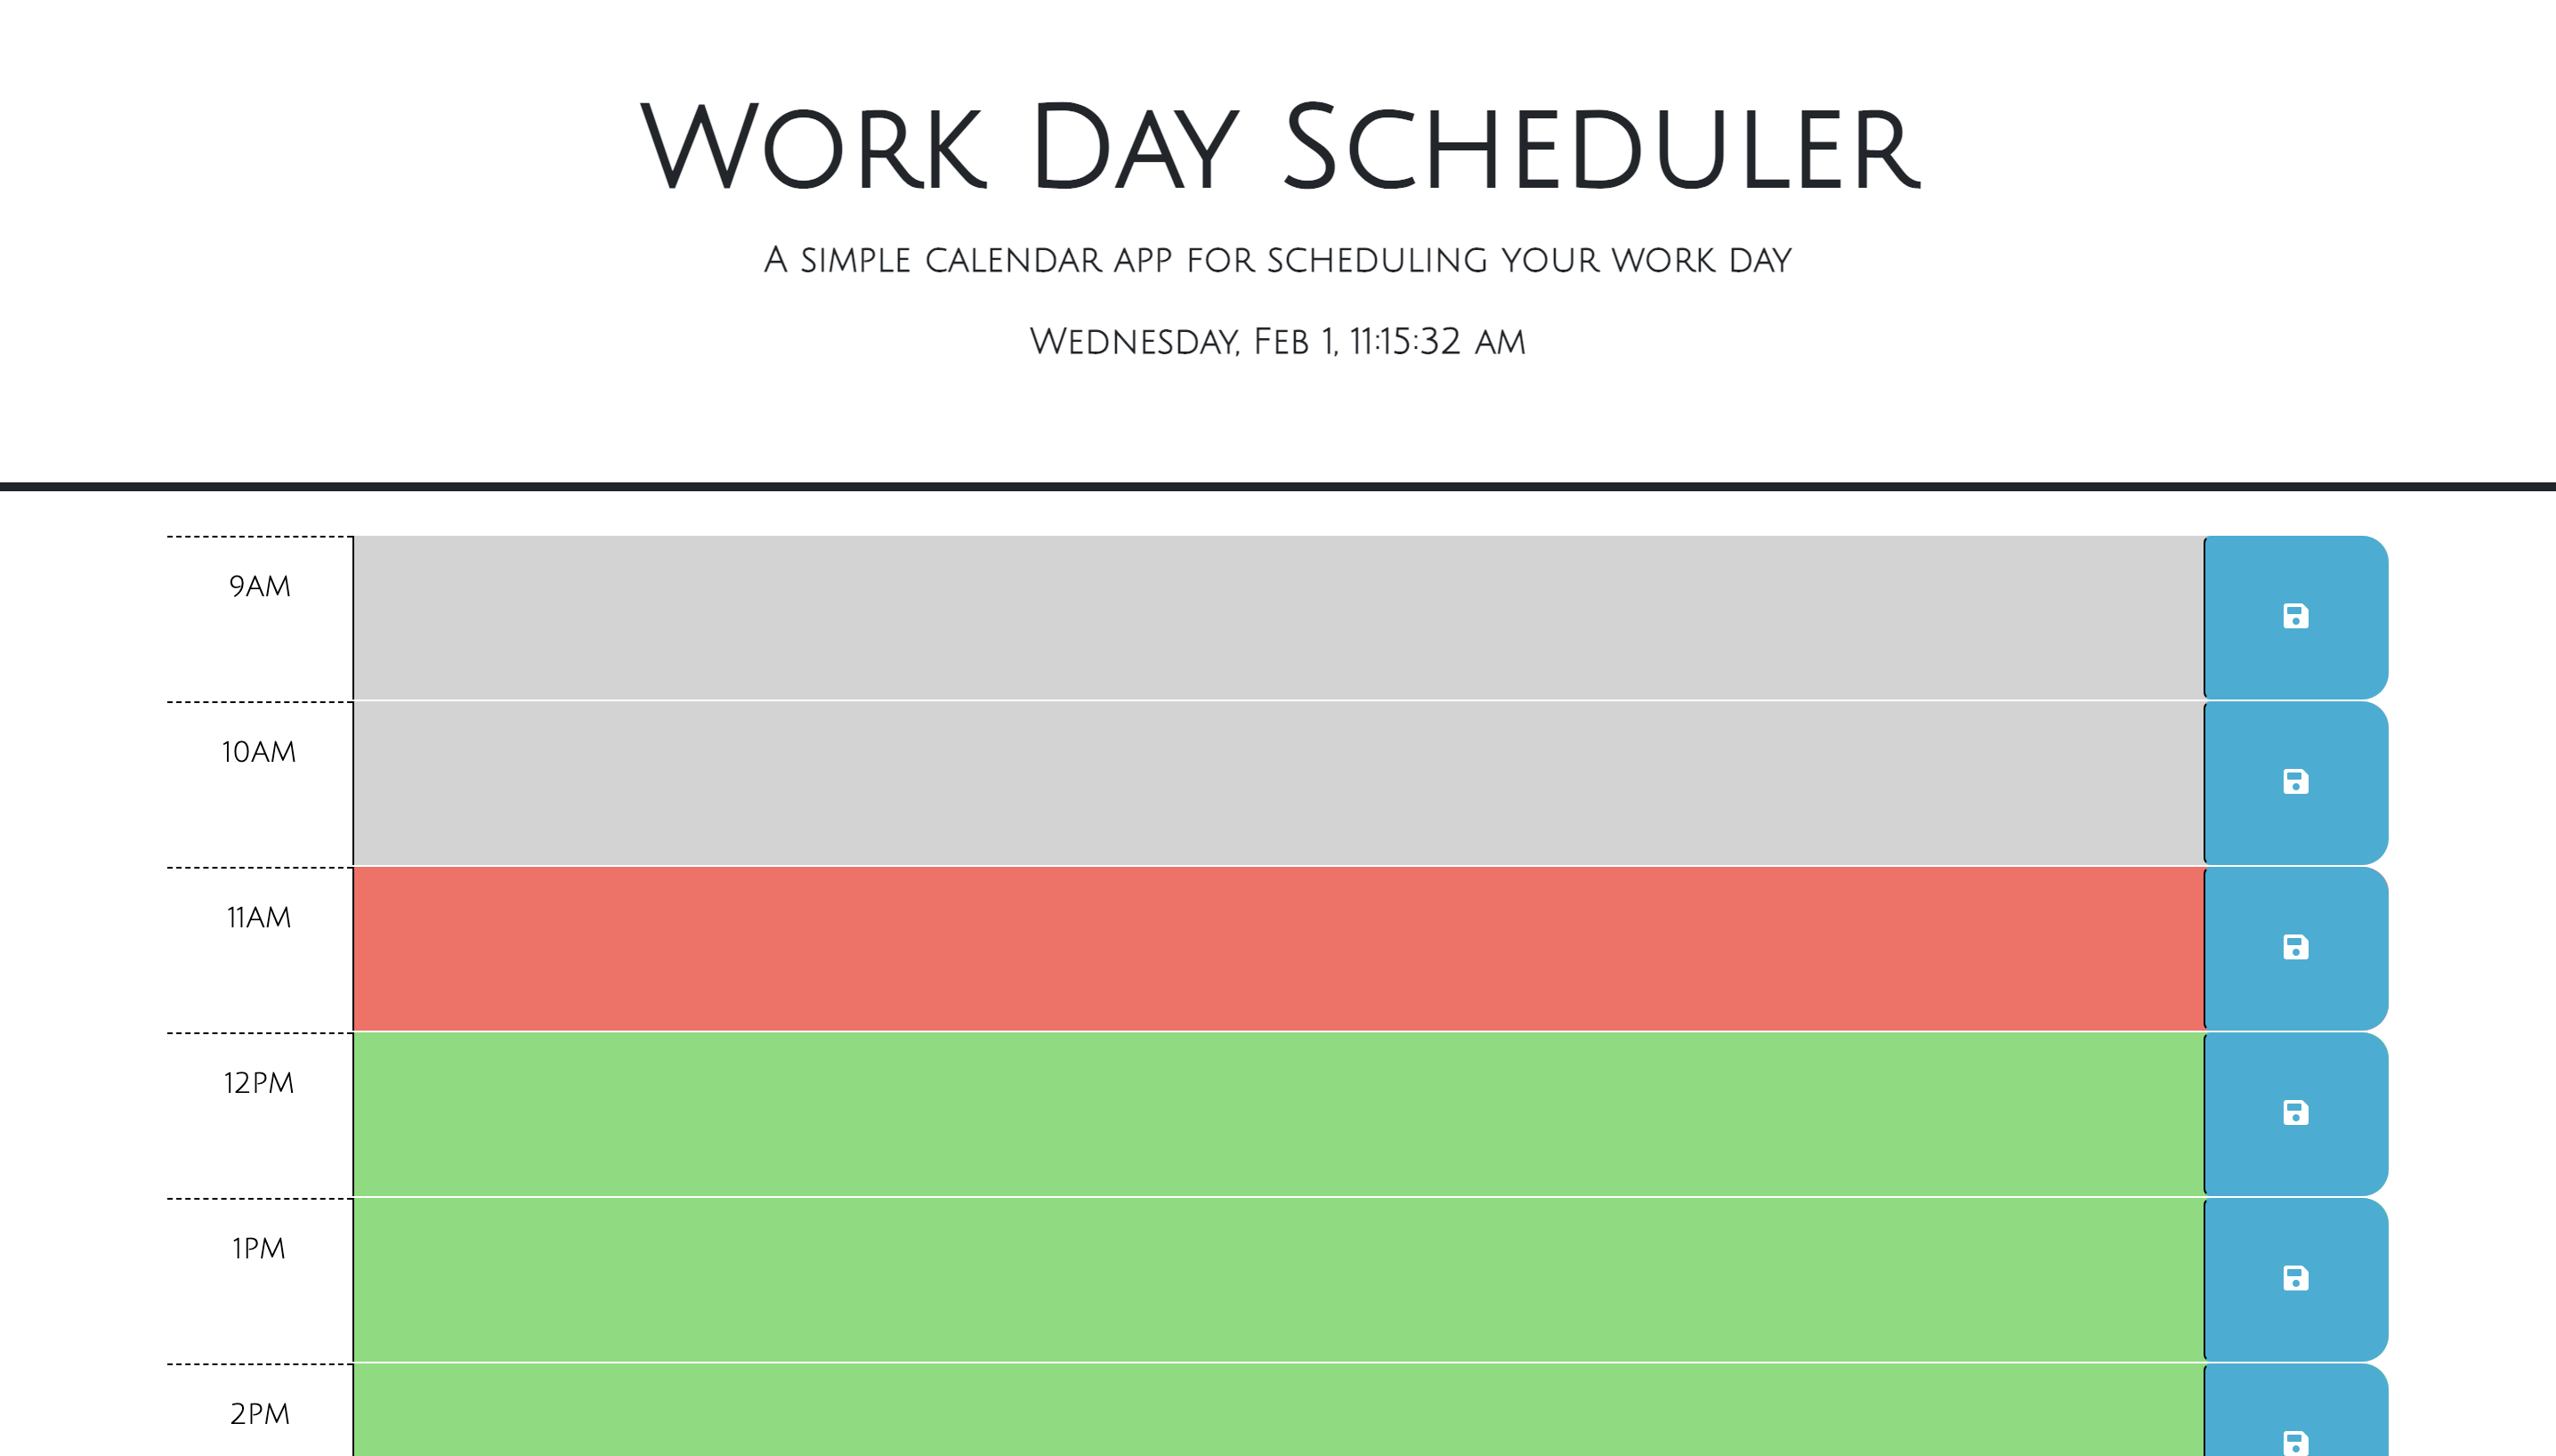 Work Day Scheduler
A simple calendar app for scheduling your work day
Wednesday, Feb 1, 11:15:32 am
9AM
10AM
11AM
12PM
1PM
2PM